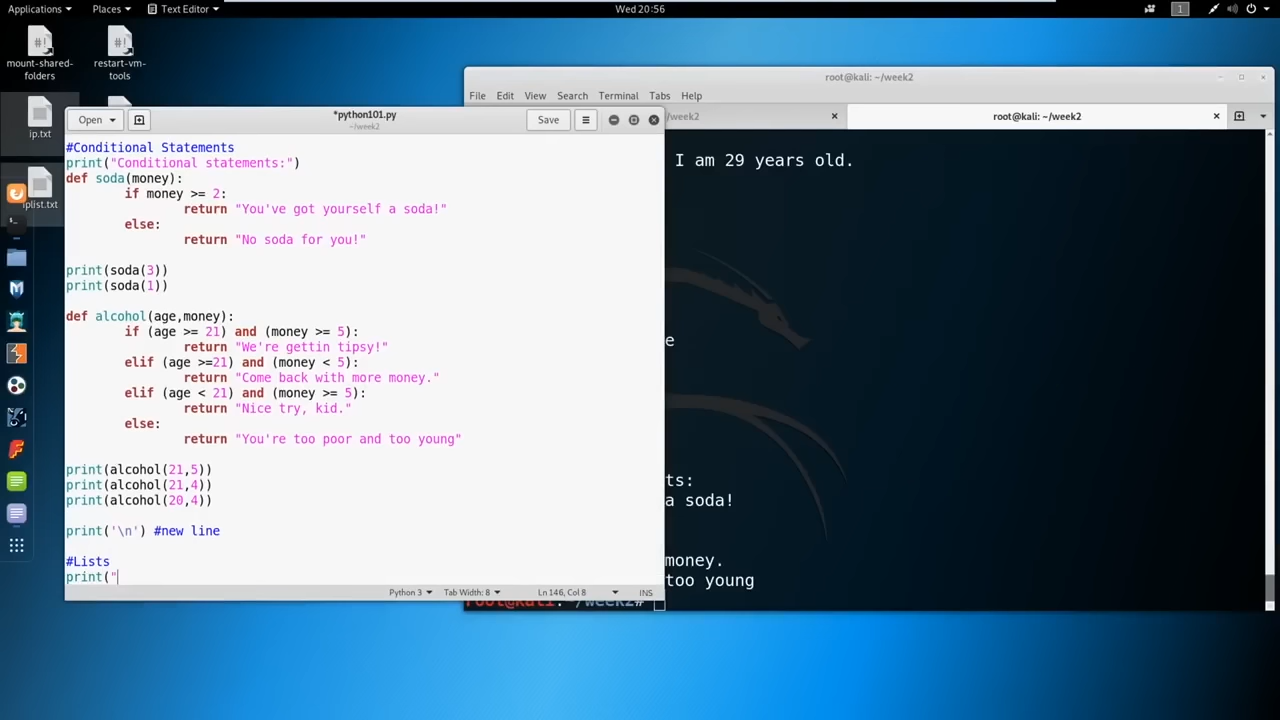 Applications
Places
Text Editor
Wed 20:56
1
mount-shared-
folders
restart-vm-
tools
ip.txt
iplist.txt
root@kali: ~/week2
File Edit View Search Terminal Tabs Help
/week2
root@kali: ~/week2
Open
*python101.py
~/week2
Save
#Conditional Statements
print("Conditional statements:")
def soda(money):
if money >= 2:
return "You've got yourself a soda!"
else:
return "No soda for you!"
print(soda(3))
print(soda(1))
def alcohol(age,money):
if (age >= 21) and (money >= 5):
return "We're gettin tipsy!"
elif (age >=21) and (money < 5):
return "Come back with more money."
elif (age < 21) and (money >= 5):
return "Nice try, kid."
else:
return "You're too poor and too young"
print(alcohol(21,5))
print(alcohol(21,4))
print(alcohol(20,4))
print('\n') #new line
#Lists
print("
Python 3 Tab Width: 8 Ln 146, Col 8 INS
I am 29 years old.
e
ts:
a soda!
money.
too young
root@kali:~/week2#